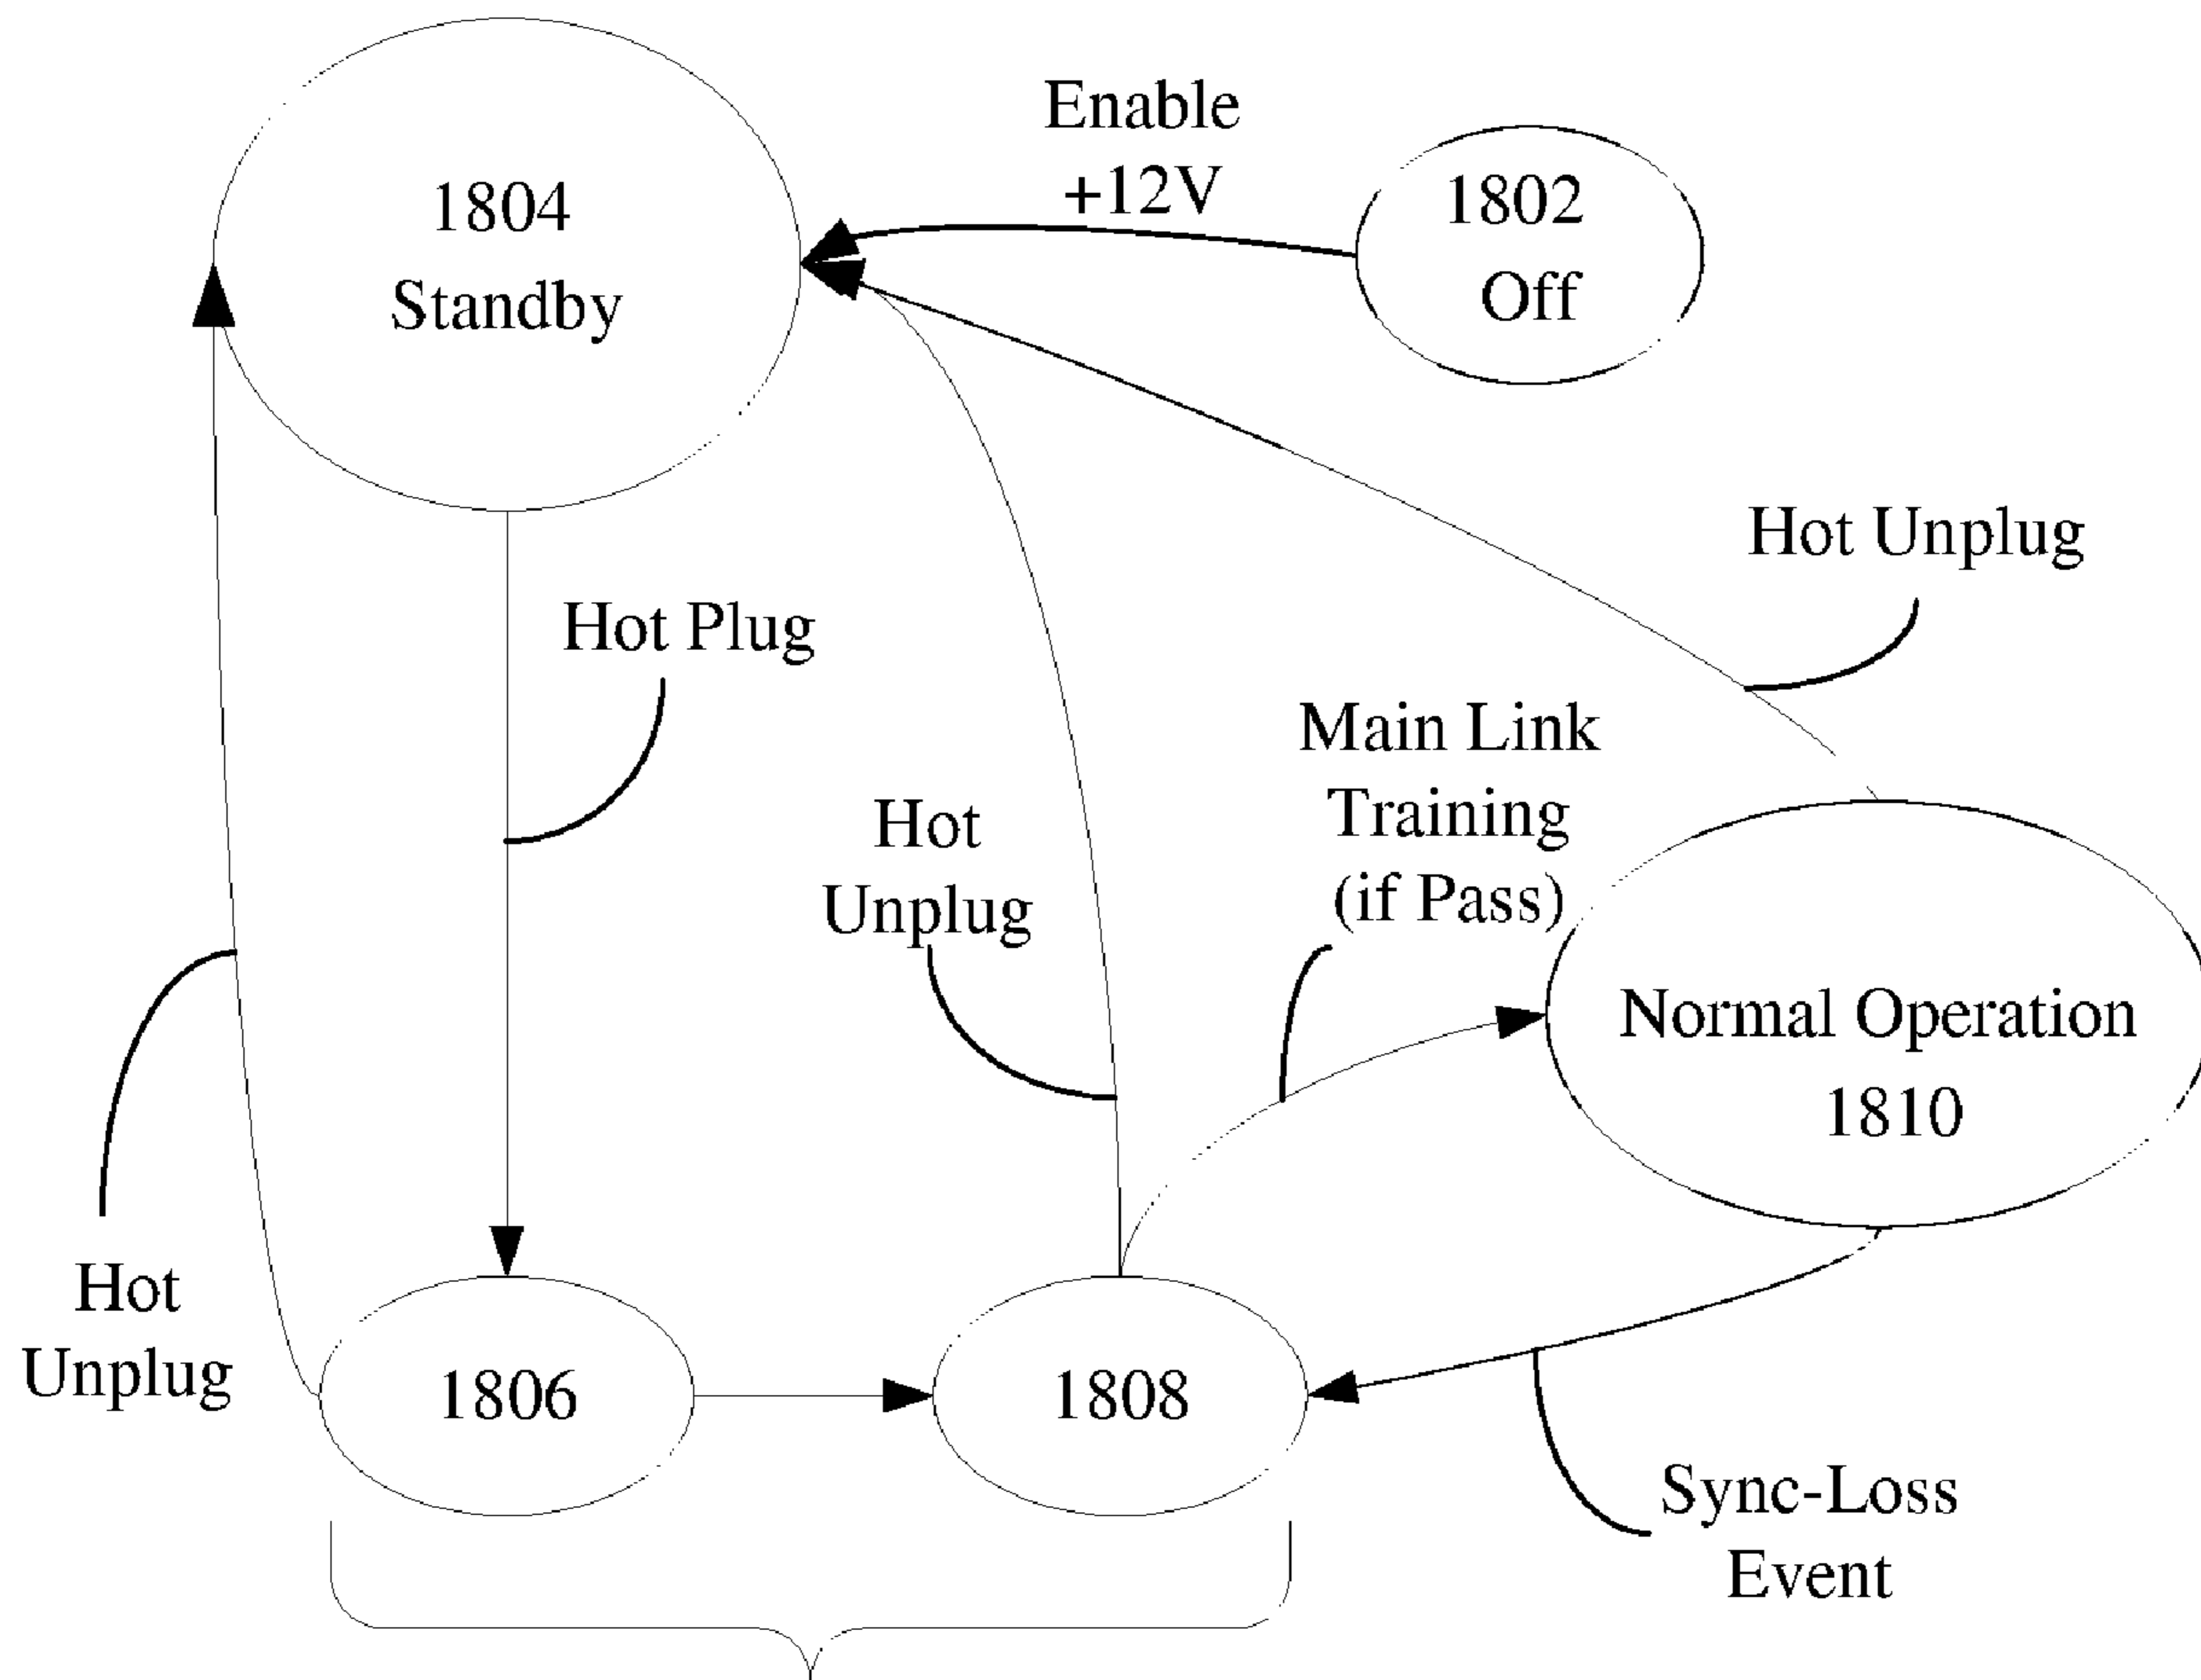 Enable
+12V
1804
Standby
1802
Off
Hot Unplug
Hot Plug
Main Link
Training
(if Pass)
Hot
Unplug
Normal Operation
1810
Hot
Unplug
1806
1808
Sync-Loss
Event